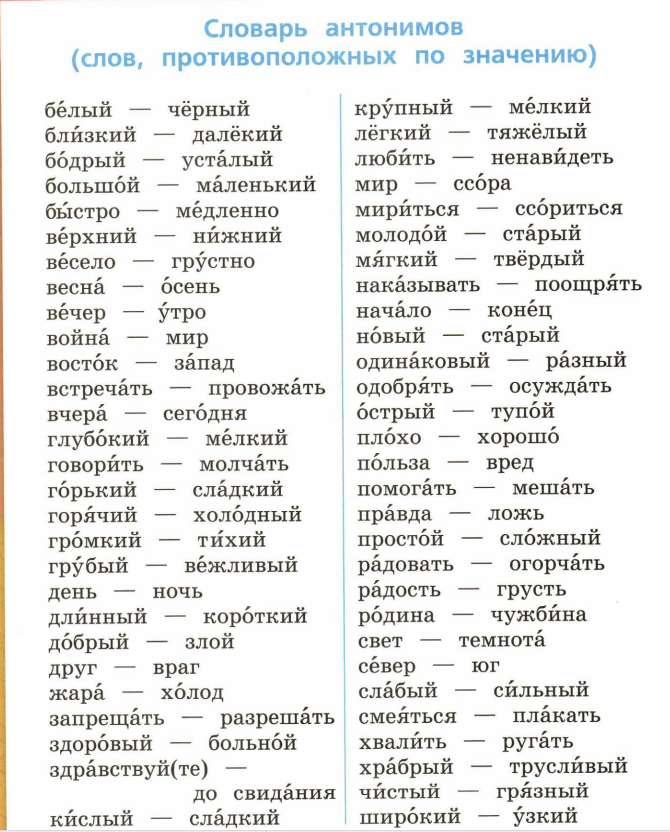 Словарь антонимов
(слов, противоположных по значению)
бе́лый — чёрный
бли́зкий — далёкий
бо́дрый — уста́лый
большо́й — ма́ленький
бы́стро — ме́дленно
ве́рхний — ни́жний
ве́село — гру́стно
весна́ — о́сень
ве́чер — у́тро
война́ — мир
восто́к — за́пад
встреча́ть — провожа́ть
вчера́ — сего́дня
глубо́кий — ме́лкий
говори́ть — молча́ть
го́рький — сла́дкий
горя́чий — холо́дный
гро́мкий — ти́хий
гру́бый — ве́жливый
день — ночь
дли́нный — коро́ткий
до́брый — злой
друг — враг
жара́ — хо́лод
запреща́ть — разреша́ть
здоро́вый — больно́й
здра́вствуй(те) —
до свида́ния
ки́слый — сла́дкий
кру́пный — ме́лкий
лёгкий — тяжёлый
люби́ть — ненави́деть
мир — ссо́ра
мири́ться — ссо́риться
молодо́й — ста́рый
мя́гкий — твёрдый
нака́зывать — поощря́ть
нача́ло — коне́ц
но́вый — ста́рый
одина́ковый — ра́зный
одобря́ть — осужда́ть
о́стрый — тупо́й
пло́хо — хорошо́
по́льза — вред
помога́ть — меша́ть
пра́вда — ложь
просто́й — сло́жный
ра́довать — огорча́ть
ра́дость — грусть
ро́дина — чужби́на
свет — темнота́
се́вер — юг
сла́бый — си́льный
смея́ться — пла́кать
хвали́ть — руга́ть
хра́брый — трусли́вый
чи́стый — гря́зный
широ́кий — у́зкий